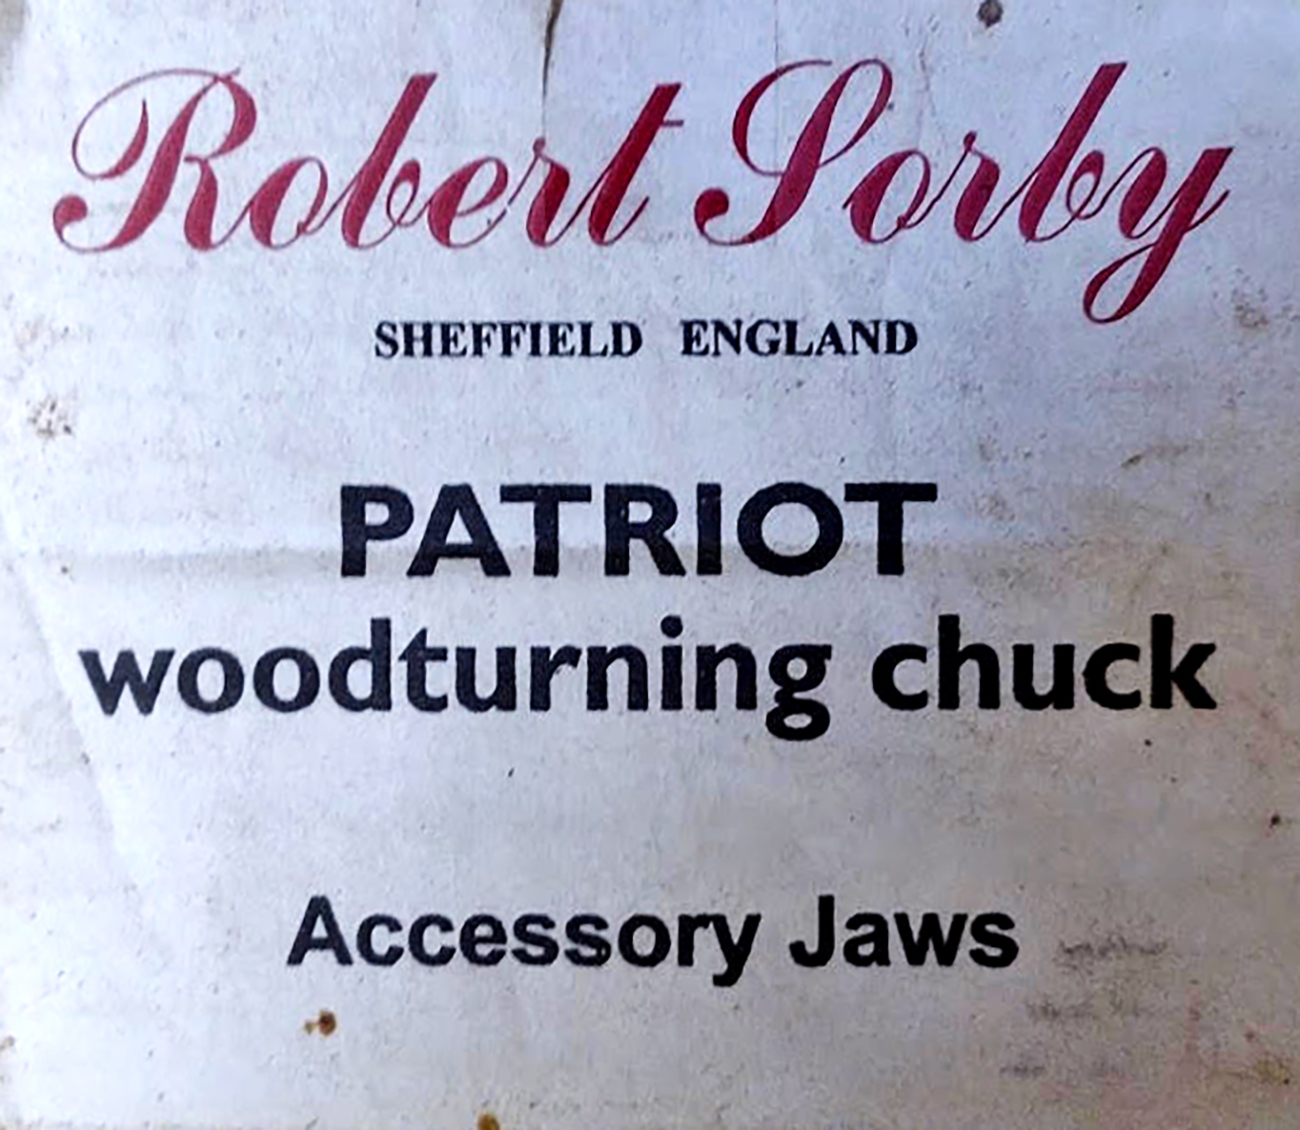 Robert Sorby
SHEFFIELD ENGLAND
PATRIOT
woodturning chuck
Accessory Jaws